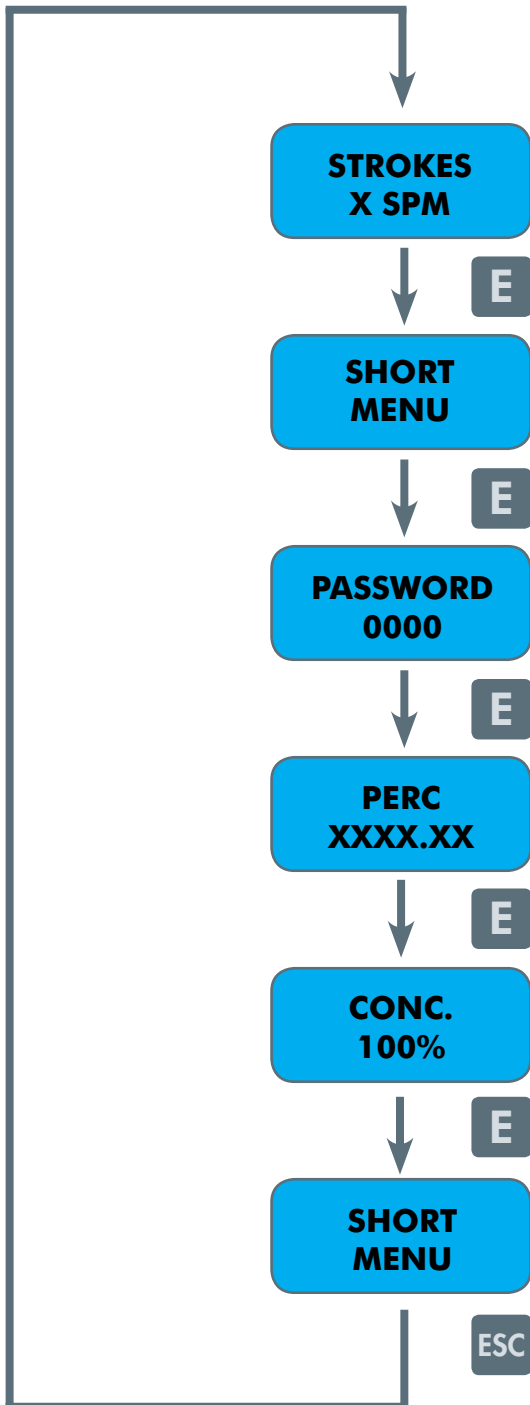 STROKES
X SPM
E
SHORT
MENU
E
PASSWORD
0000
E
PERC
XXXX.XX
E
CONC.
100%
E
SHORT
MENU
ESC